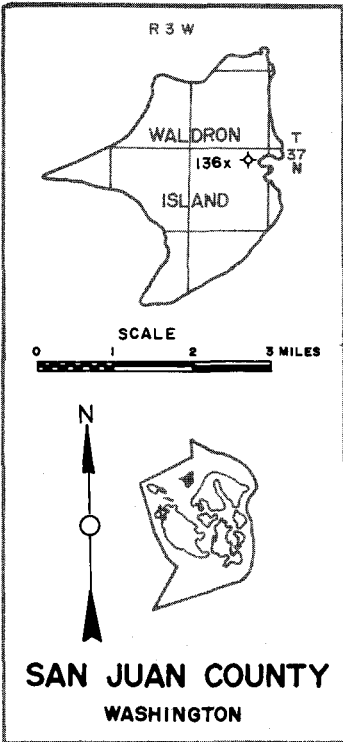 R 3 W
WALDRON
T
37
N
136x
ISLAND
SCALE
0 1 2 3 MILES
N
SAN JUAN COUNTY
WASHINGTON